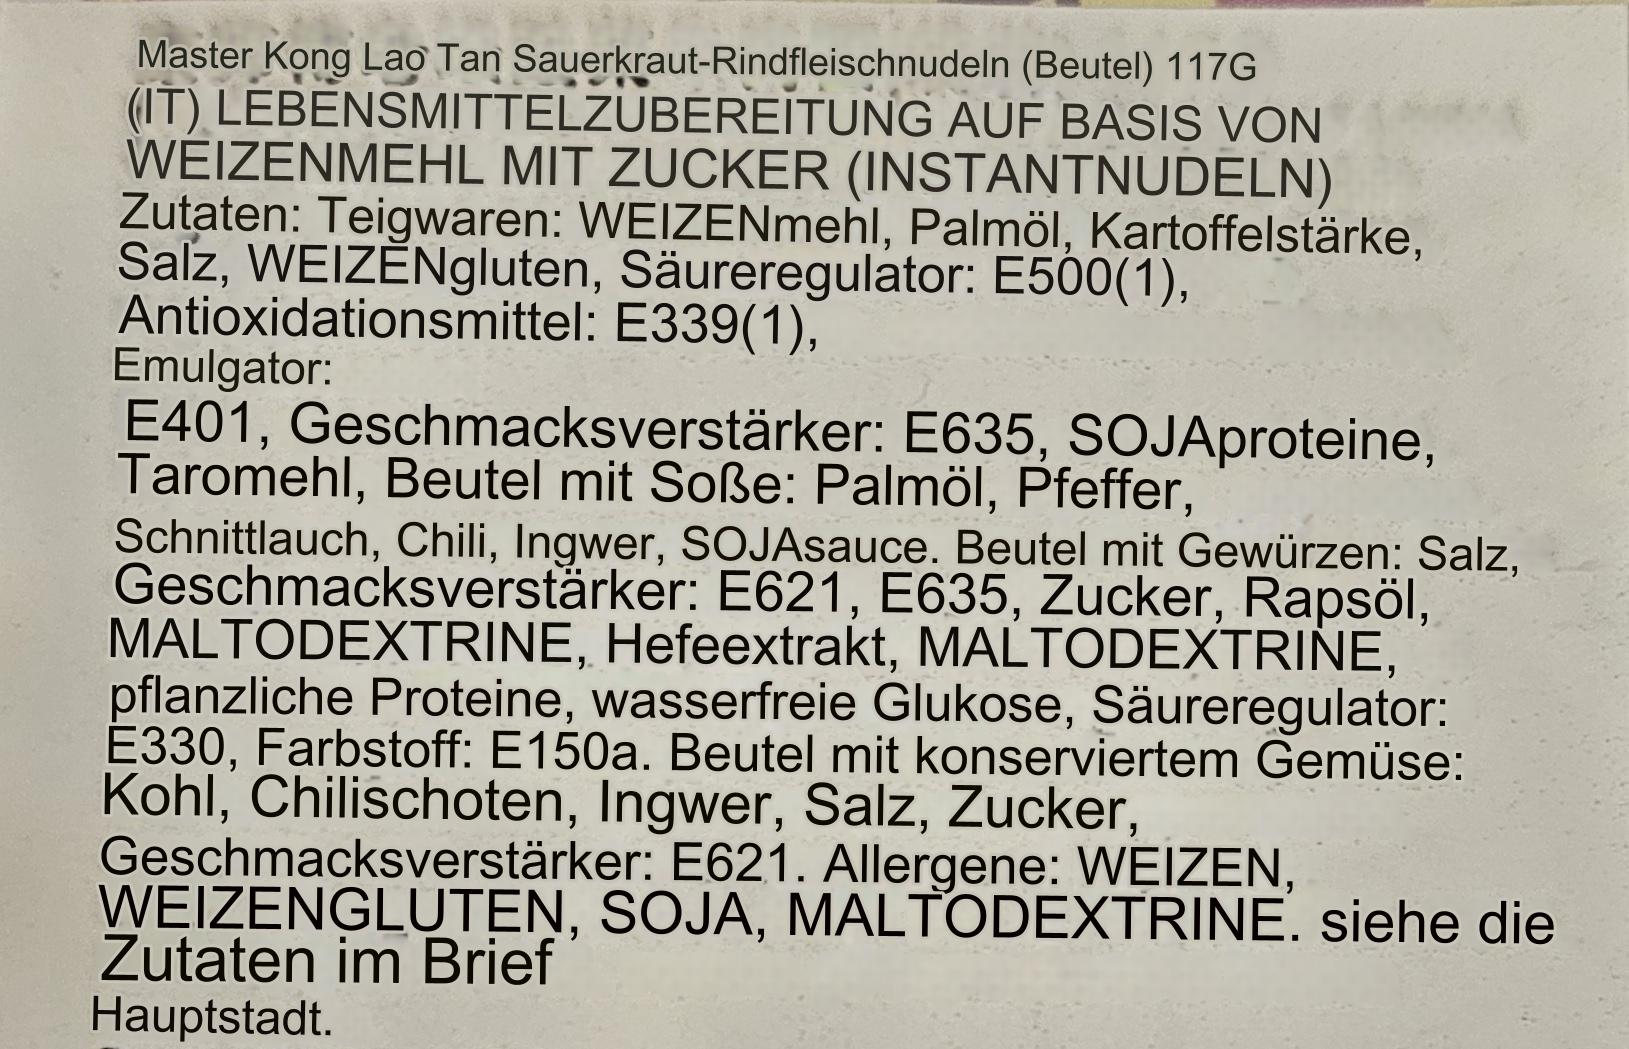 Master Kong Lao Tan Sauerkraut-Rindfleischnudeln (Beutel) 117G
(IT) LEBENSMITTELZUBEREITUNG AUF BASIS VON
WEIZENMEHL MIT ZUCKER (INSTANTNUDELN)
Zutaten: Teigwaren: WEIZENmehl, Palmöl, Kartoffelstärke,
Salz, WEIZENgluten, Säureregulator: E500(1),
Antioxidationsmittel: E339(1),
Emulgator:
E401, Geschmacksverstärker: E635, SOJAproteine,
Taromehl, Beutel mit Soße: Palmöl, Pfeffer,
Schnittlauch, Chili, Ingwer, SOJAsauce. Beutel mit Gewürzen: Salz,
Geschmacksverstärker: E621, E635, Zucker, Rapsöl,
MALTODEXTRINE, Hefeextrakt, MALTODEXTRINE,
pflanzliche Proteine, wasserfreie Glukose, Säureregulator:
E330, Farbstoff: E150a. Beutel mit konserviertem Gemüse:
Kohl, Chilischoten, Ingwer, Salz, Zucker,
Geschmacksverstärker: E621. Allergene: WEIZEN,
WEIZENGLUTEN, SOJA, MALTODEXTRINE. siehe die
Zutaten im Brief
Hauptstadt.